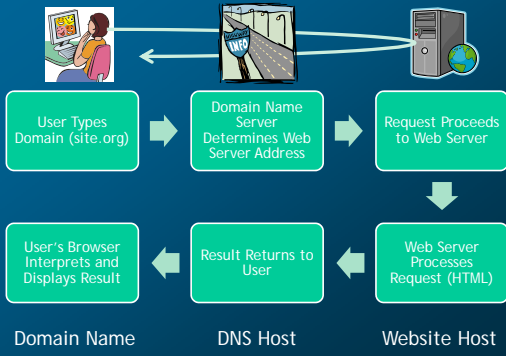 HIGHWAY
INFO
User Types
Domain (site.org)
Domain Name
Server
Determines Web
Server Address
Request Proceeds
to Web Server
Web Server
Processes
Request (HTML)
Result Returns to
User
User's Browser
Interprets and
Displays Result
Domain Name
DNS Host
Website Host